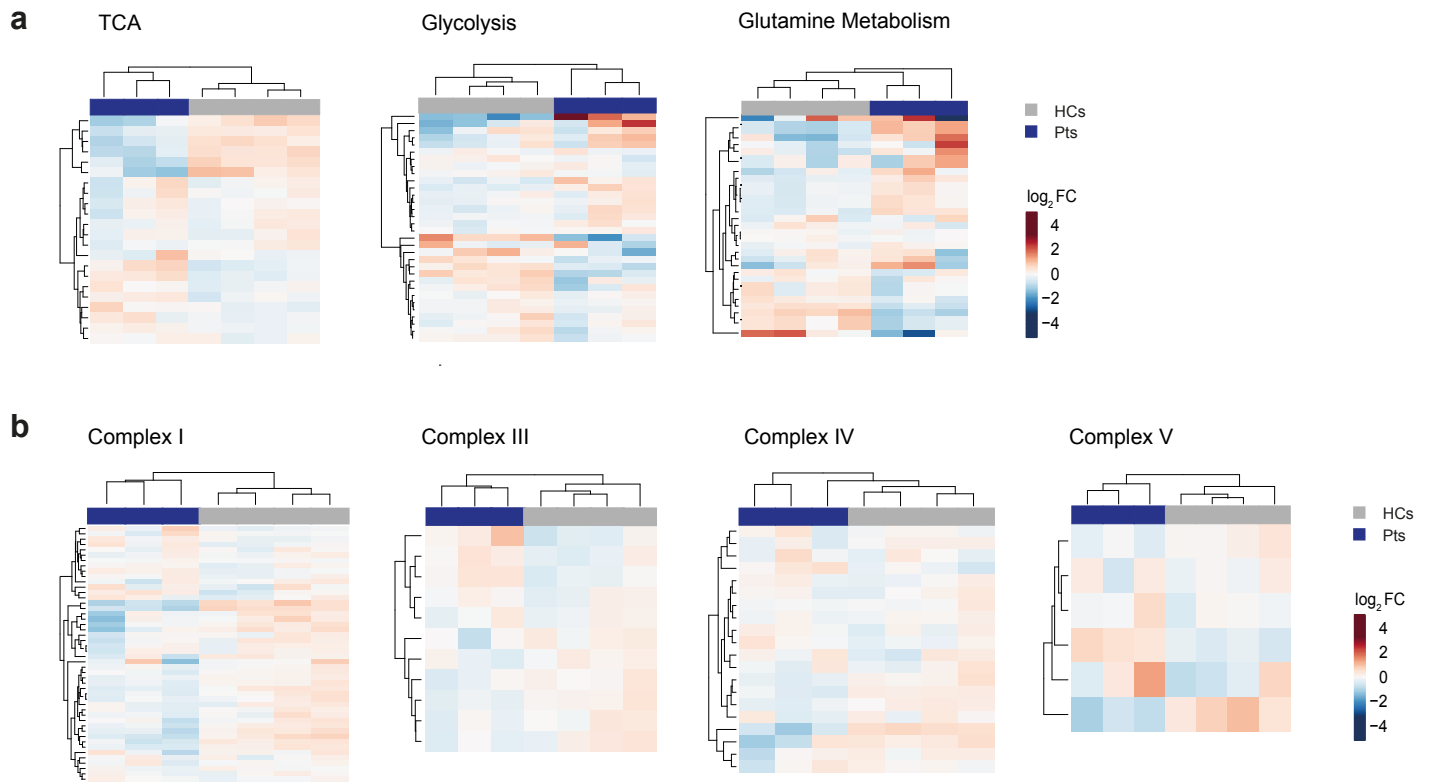 a
TCA
Glycolysis
Glutamine Metabolism
HCs
Pts
log2 FC
4
2
0
−2
−4
b
Complex I
Complex III
Complex IV
Complex V
HCs
Pts
log2 FC
4
2
0
−2
−4